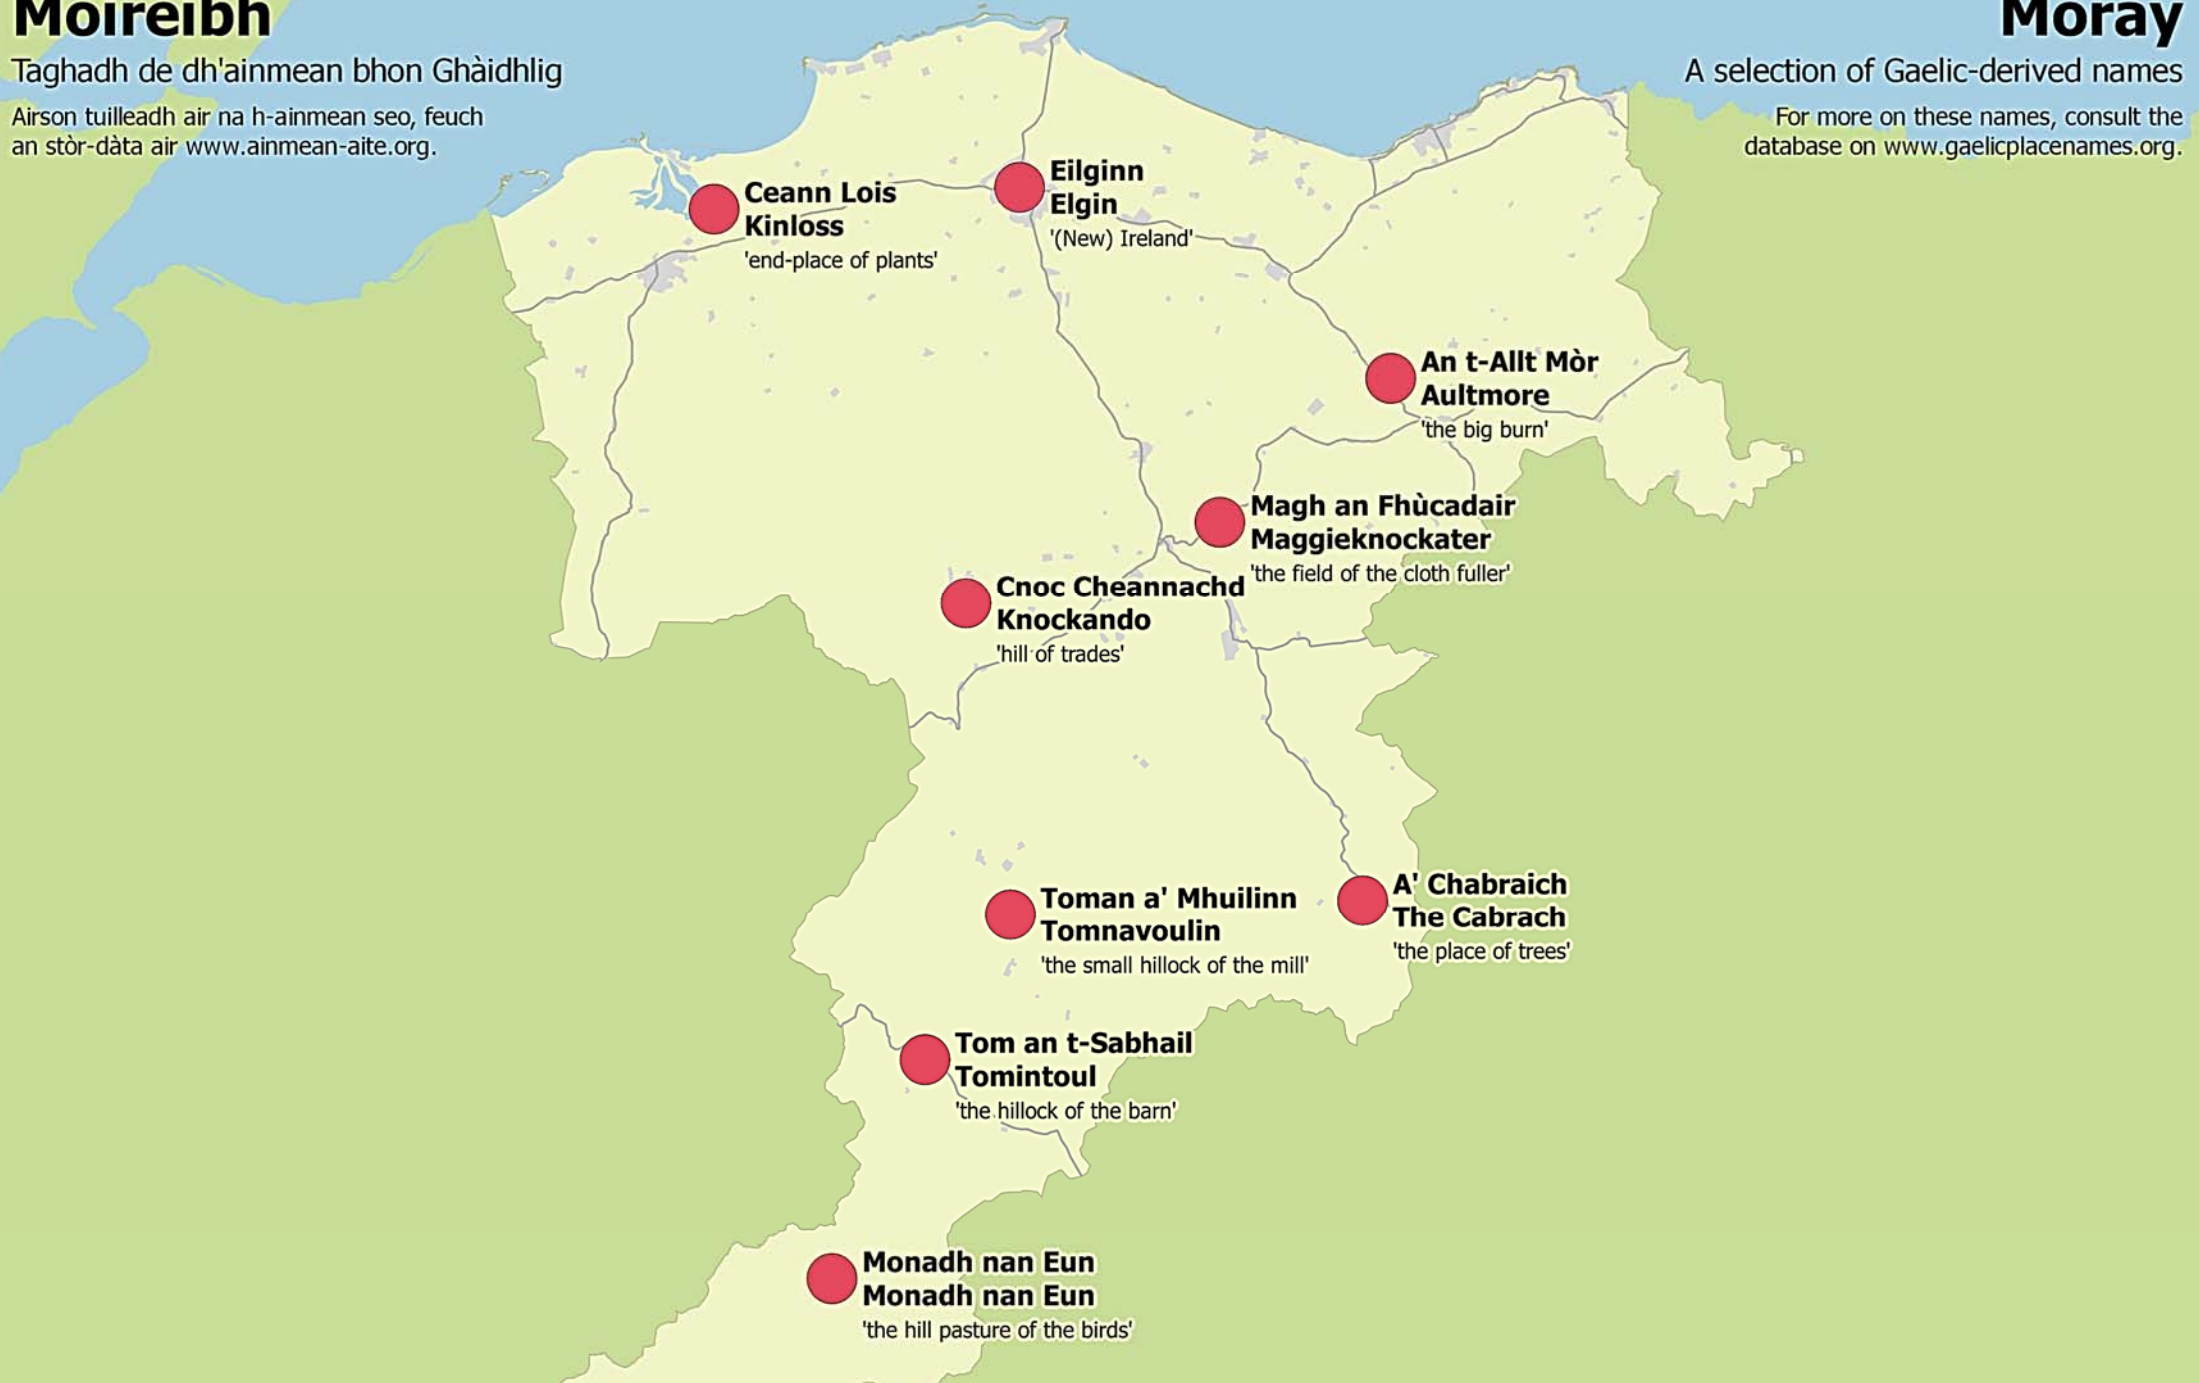 Moireibh
Taghadh de dh'ainmean bhon Ghàidhlig
Airson tuilleadh air na h-ainmean seo, feuch
an stòr-dàta air www.ainmean-aite.org.
Moray
A selection of Gaelic-derived names
For more on these names, consult the
database on www.gaelicplacenames.org.
Ceann Lois
Kinloss
'end-place of plants'
Eilginn
Elgin
'(New) Ireland'
An t-Allt Mòr
Aultmore
'the big burn'
Magh an Fhùcadair
Maggieknockater
'the field of the cloth fuller'
Cnoc Cheannachd
Knockando
'hill of trades'
Toman a' Mhuilinn
Tomnavoulin
'the small hillock of the mill'
A' Chabraich
The Cabrach
'the place of trees'
Tom an t-Sabhail
Tomintoul
'the hillock of the barn'
Monadh nan Eun
Monadh nan Eun
'the hill pasture of the birds'